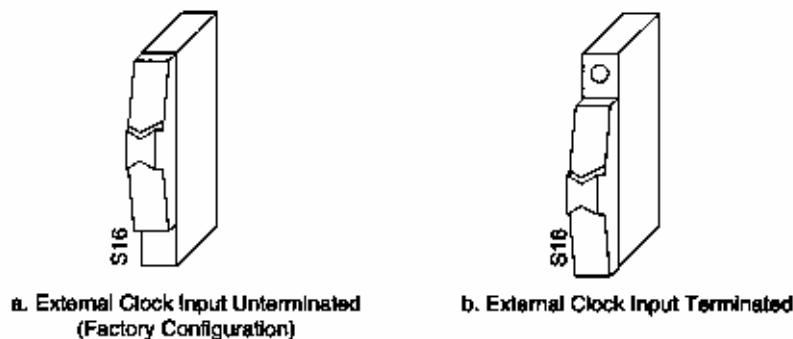 S16
S16
a. External Clock Input Unterminated
(Factory Configuration)
b. External Clock Input Terminated